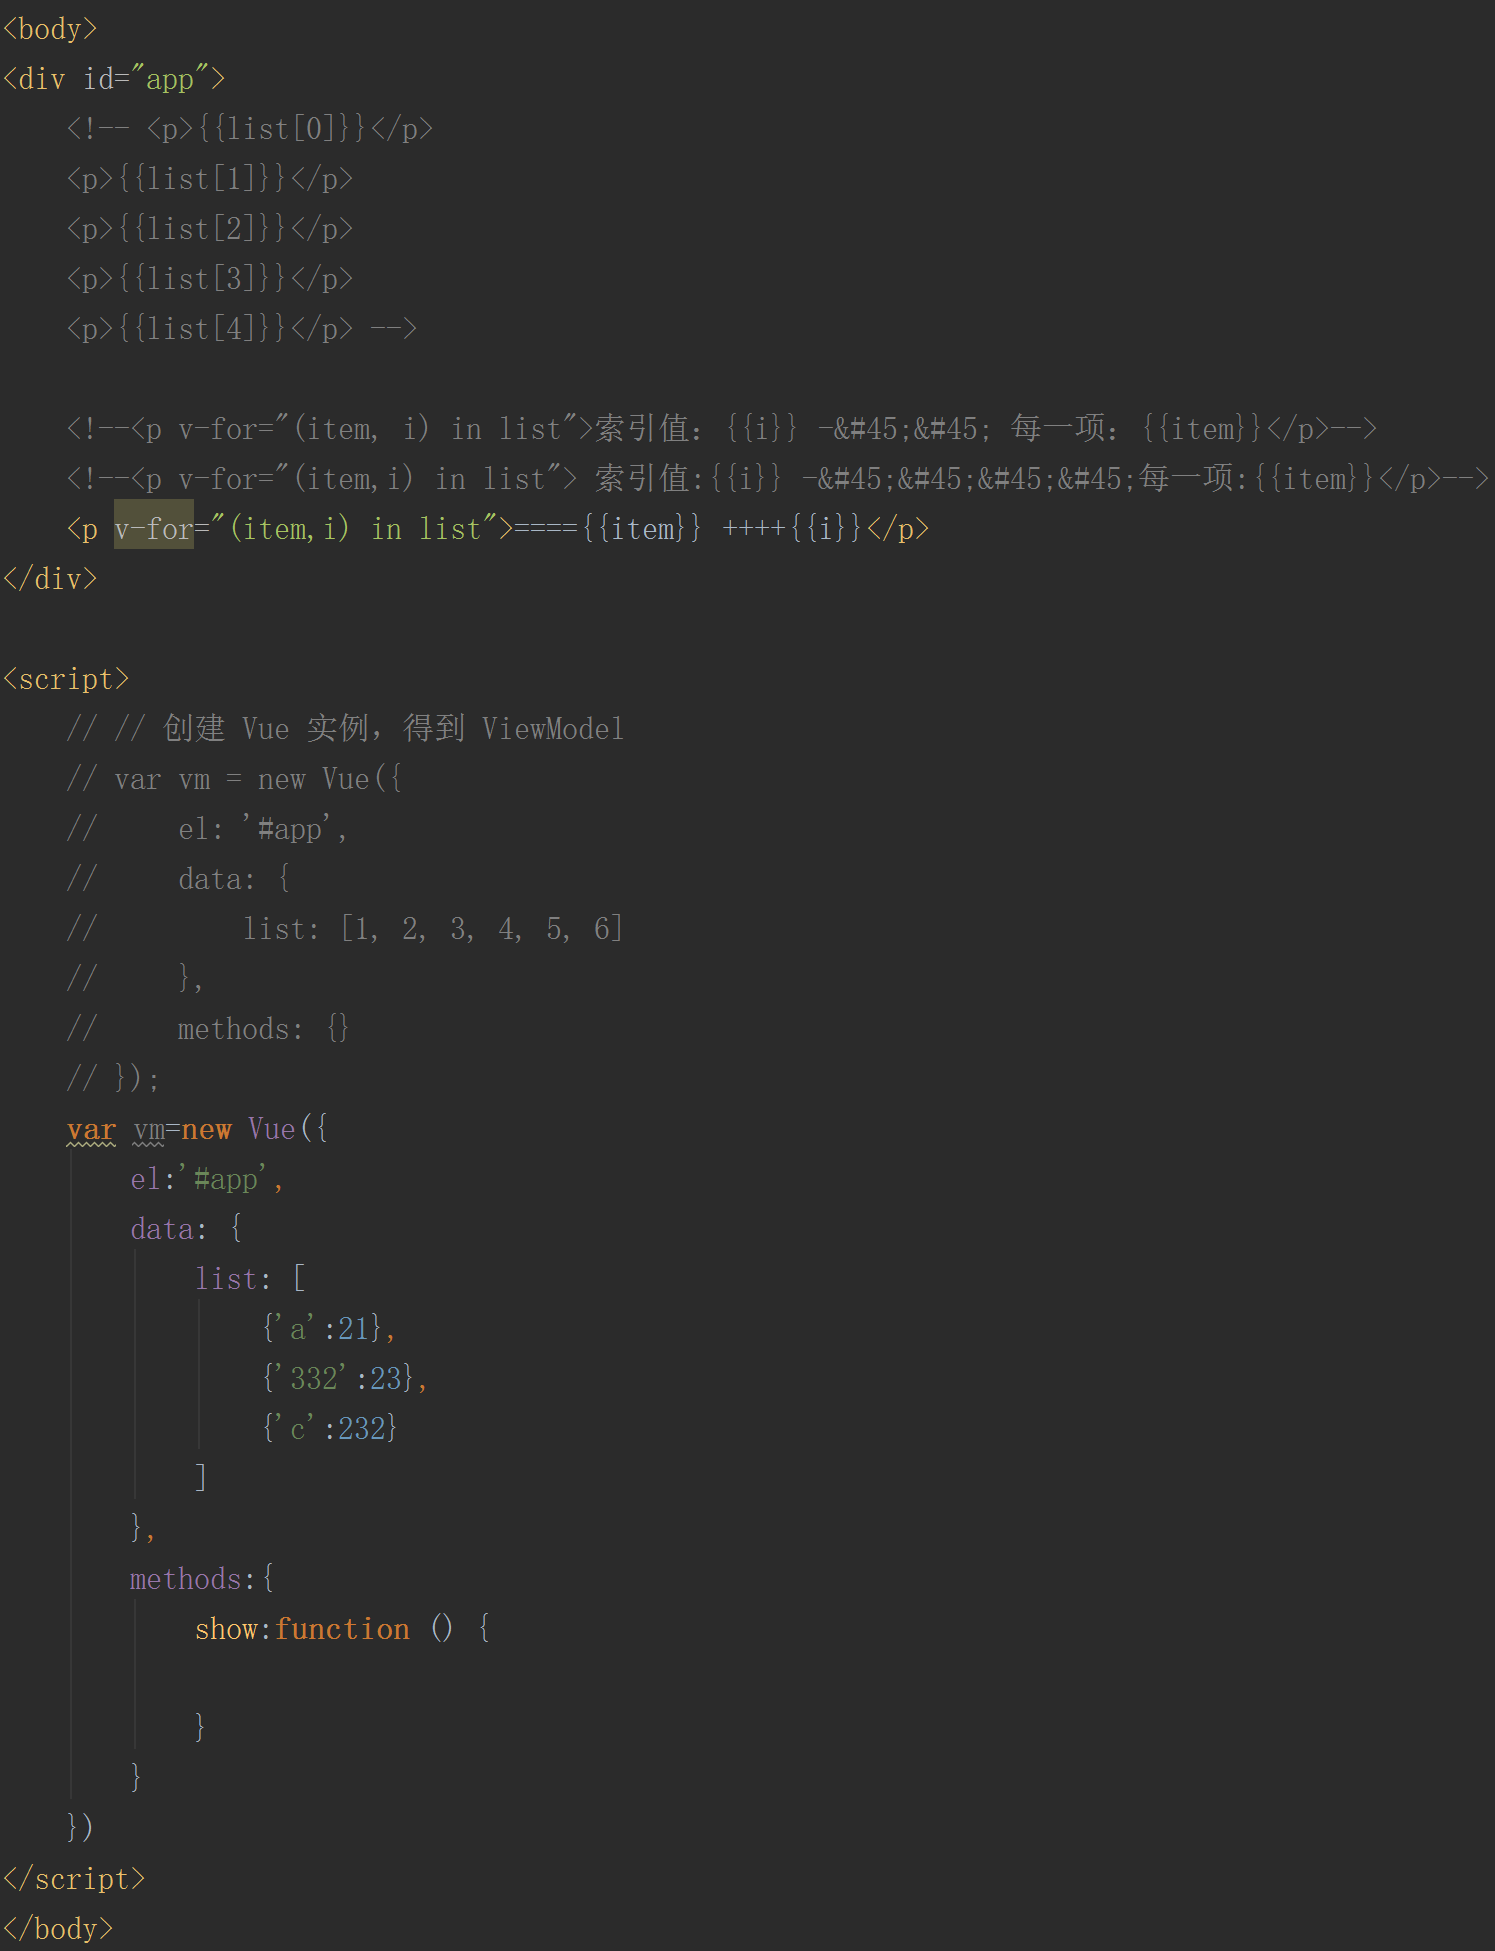 <body>
<div id="app">
    <!-- <p>{{list[0]}}</p>
    <p>{{list[1]}}</p>
    <p>{{list[2]}}</p>
    <p>{{list[3]}}</p>
    <p>{{list[4]}}</p> -->

    <!--<p v-for="(item, i) in list">索引值：{{i}} -&#45;&#45; 每一项：{{item}}</p>-->
    <!--<p v-for="(item,i) in list"> 索引值:{{i}} -&#45;&#45;&#45;&#45;每一项:{{item}}</p>-->
    <p v-for="(item,i) in list">===={{item}} ++++{{i}}</p>
</div>

<script>
    // // 创建 Vue 实例，得到 ViewModel
    // var vm = new Vue({
    //     el: '#app',
    //     data: {
    //         list: [1, 2, 3, 4, 5, 6]
    //     },
    //     methods: {}
    // });
    var vm=new Vue({
        el:'#app',
        data: {
            list: [
                {'a':21},
                {'332':23},
                {'c':232}
            ]
        },
        methods:{
            show:function () {

            }
        }
    })
</script>
</body>